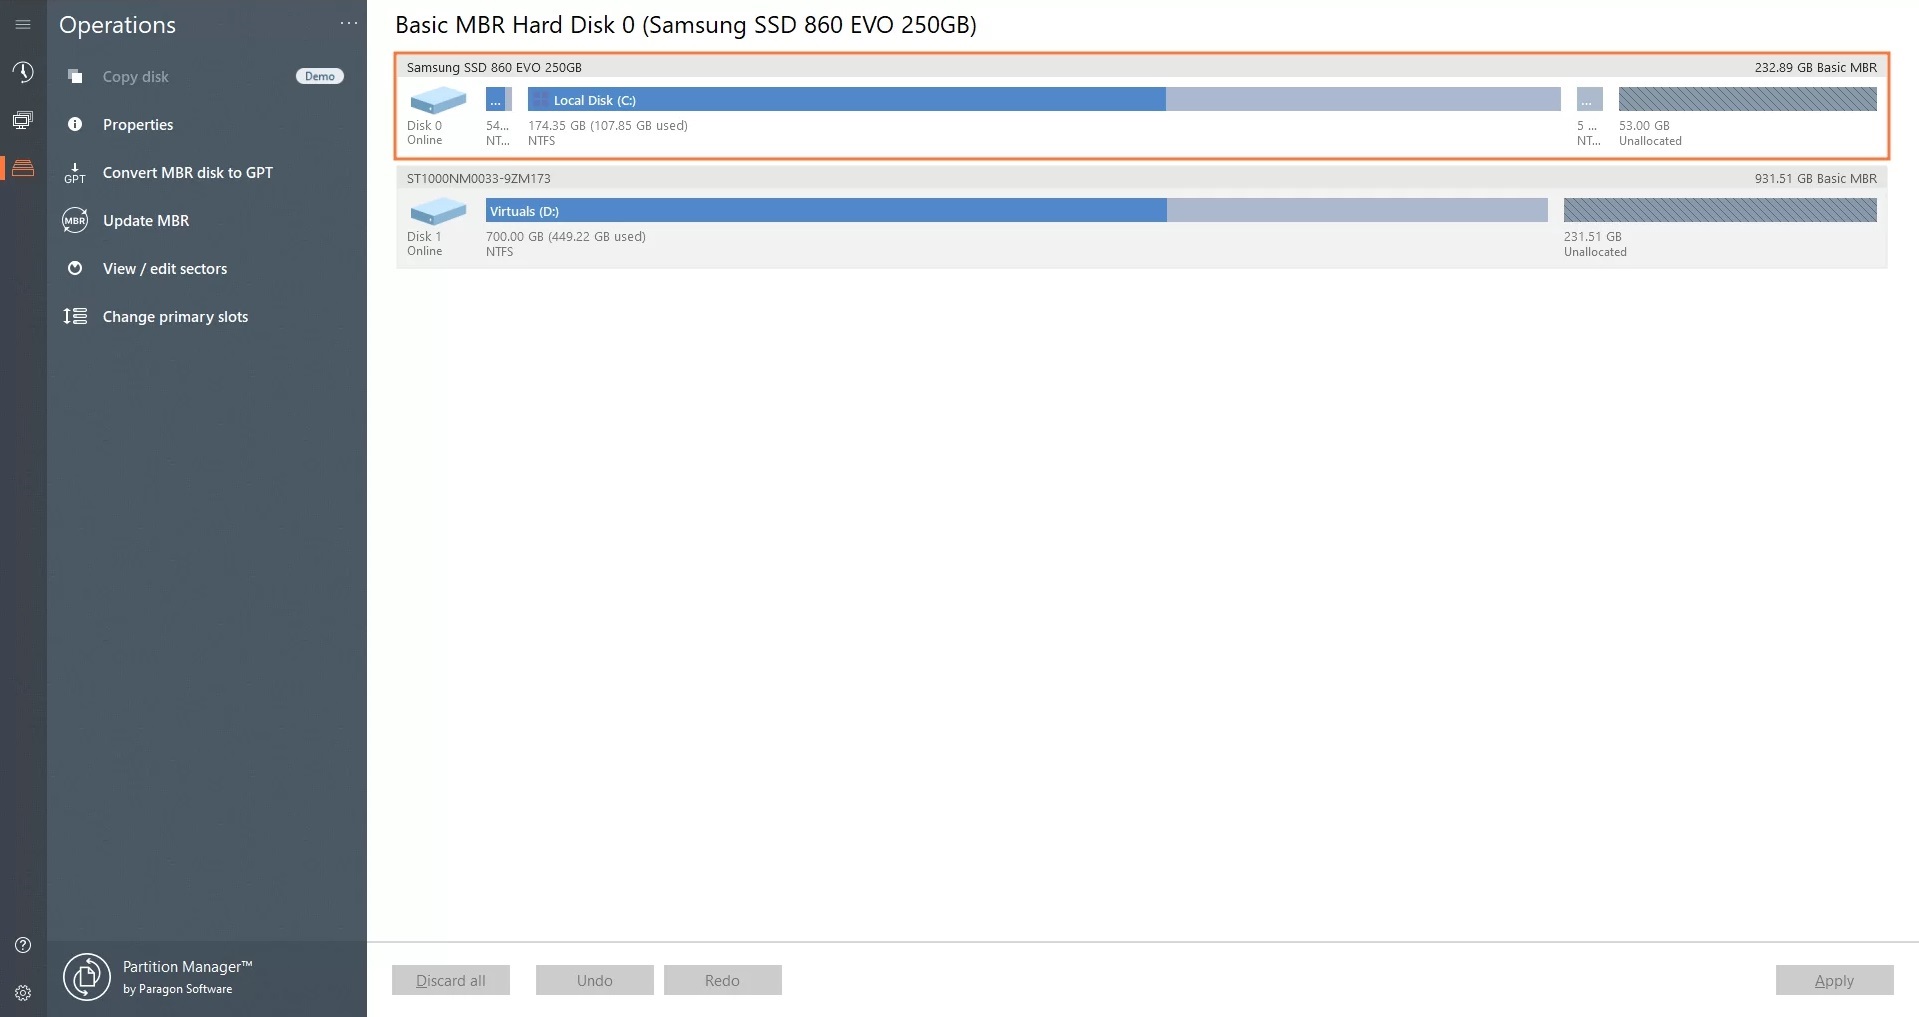 Operations
...
Copy disk
Demo
Properties
GPT
Convert MBR disk to GPT
MBR
Update MBR
View / edit sectors
Change primary slots
Partition Manager™
by Paragon Software
Basic MBR Hard Disk 0 (Samsung SSD 860 EVO 250GB)
Samsung SSD 860 EVO 250GB 232.89 GB Basic MBR
... Local Disk (C:) ...
Disk 0 54... 174.35 GB (107.85 GB used) 5 ... 53.00 GB
Online NT... NTFS NT... Unallocated
ST1000NM0033-9ZM173 931.51 GB Basic MBR
Virtuals (D:)
Disk 1 700.00 GB (449.22 GB used) 231.51 GB
Online NTFS Unallocated
Discard all Undo Redo Apply